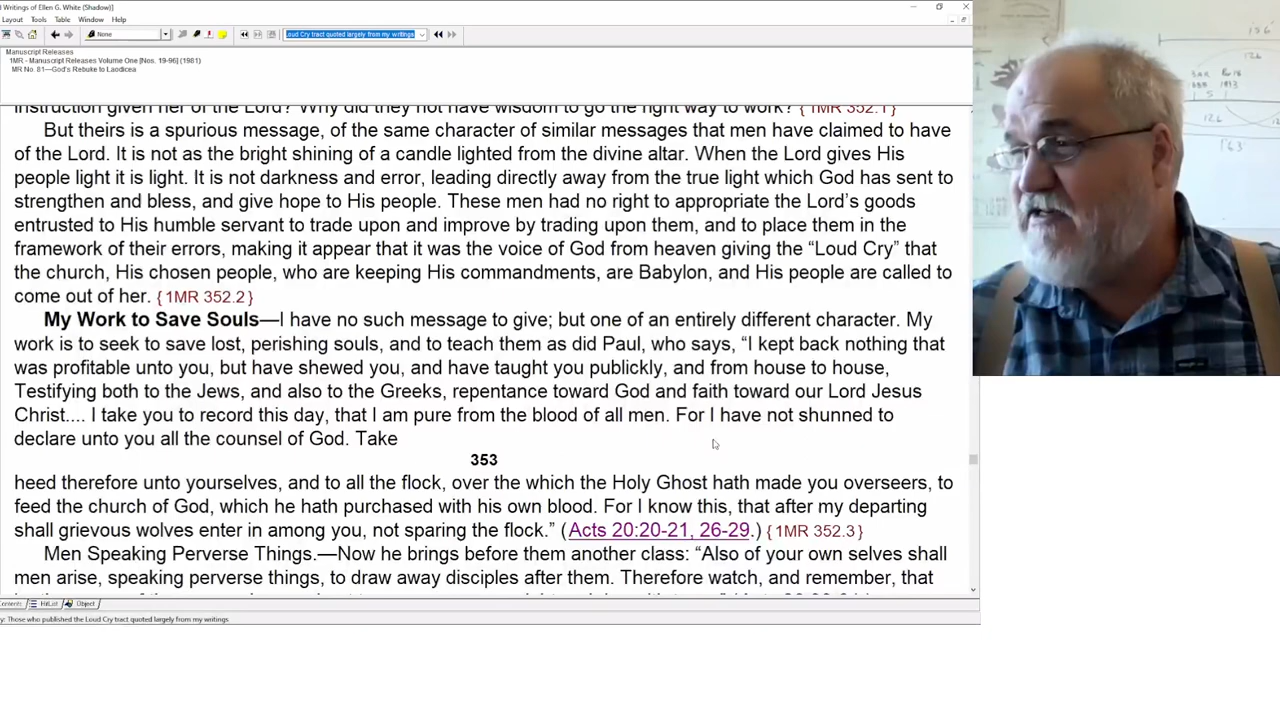 l Writings of Ellen G. White (Shadow)]
Layout Tools Table Window Help
None
Loud Cry tract quoted largely from my writings
Manuscript Releases
1MR - Manuscript Releases Volume One [Nos. 19-96] (1981)
MR No. 81—God's Rebuke to Laodicea
instruction given her of the Lord? Why did they not have wisdom to go the right way to work? {1MR 352.1}
But theirs is a spurious message, of the same character of similar messages that men have claimed to have
of the Lord. It is not as the bright shining of a candle lighted from the divine altar. When the Lord gives His
people light it is light. It is not darkness and error, leading directly away from the true light which God has sent to
strengthen and bless, and give hope to His people. These men had no right to appropriate the Lord’s goods
entrusted to His humble servant to trade upon and improve by trading upon them, and to place them in the
framework of their errors, making it appear that it was the voice of God from heaven giving the “Loud Cry” that
the church, His chosen people, who are keeping His commandments, are Babylon, and His people are called to
come out of her. {1MR 352.2}
My Work to Save Souls—I have no such message to give; but one of an entirely different character. My
work is to seek to save lost, perishing souls, and to teach them as did Paul, who says, “I kept back nothing that
was profitable unto you, but have shewed you, and have taught you publickly, and from house to house,
Testifying both to the Jews, and also to the Greeks, repentance toward God and faith toward our Lord Jesus
Christ.... I take you to record this day, that I am pure from the blood of all men. For I have not shunned to
declare unto you all the counsel of God. Take
353
heed therefore unto yourselves, and to all the flock, over the which the Holy Ghost hath made you overseers, to
feed the church of God, which he hath purchased with his own blood. For I know this, that after my departing
shall grievous wolves enter in among you, not sparing the flock.” (Acts 20:20-21, 26-29.) {1MR 352.3}
Men Speaking Perverse Things.—Now he brings before them another class: “Also of your own selves shall
men arise, speaking perverse things, to draw away disciples after them. Therefore watch, and remember, that
Contents HitList Object
y: Those who published the Loud Cry tract quoted largely from my writings
126
163